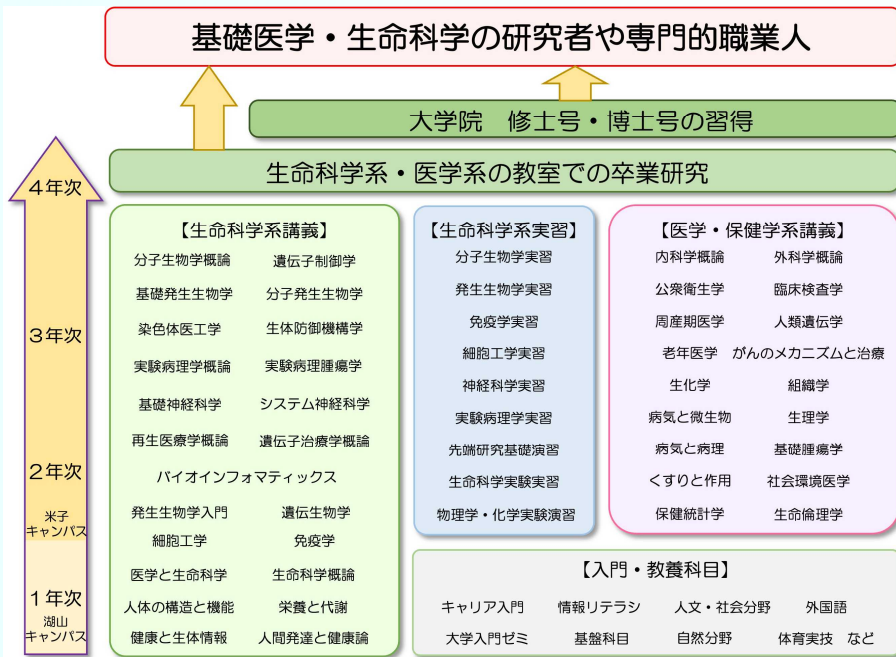 基礎医学・生命科学の研究者や専門的職業人
大学院 修士号・博士号の習得
生命科学系・医学系の教室での卒業研究
4年次
3年次
2年次
米子
キャンパス
1年次
湖山
キャンパス
【生命科学系講義】
分子生物学概論 遺伝子制御学
基礎発生生物学 分子発生生物学
染色体医工学 生体防御機構学
実験病理学概論 実験病理腫瘍学
基礎神経科学 システム神経科学
再生医療学概論 遺伝子治療学概論
バイオインフォマティックス
発生生物学入門 遺伝生物学
細胞工学 免疫学
医学と生命科学 生命科学概論
人体の構造と機能 栄養と代謝
健康と生体情報 人間発達と健康論
【生命科学系実習】
分子生物学実習
発生生物学実習
免疫学実習
細胞工学実習
神経科学実習
実験病理学実習
先端研究基礎演習
生命科学実験実習
物理学・化学実験演習
【医学・保健学系講義】
内科学概論 外科学概論
公衆衛生学 臨床検査学
周産期医学 人類遺伝学
老年医学 がんのメカニズムと治療
生化学 組織学
病気と微生物 生理学
病気と病理 基礎腫瘍学
くすりと作用 社会環境医学
保健統計学 生命倫理学
【入門・教養科目】
キャリア入門 情報リテラシ 人文・社会分野 外国語
大学入門ゼミ 基盤科目 自然分野 体育実技 など